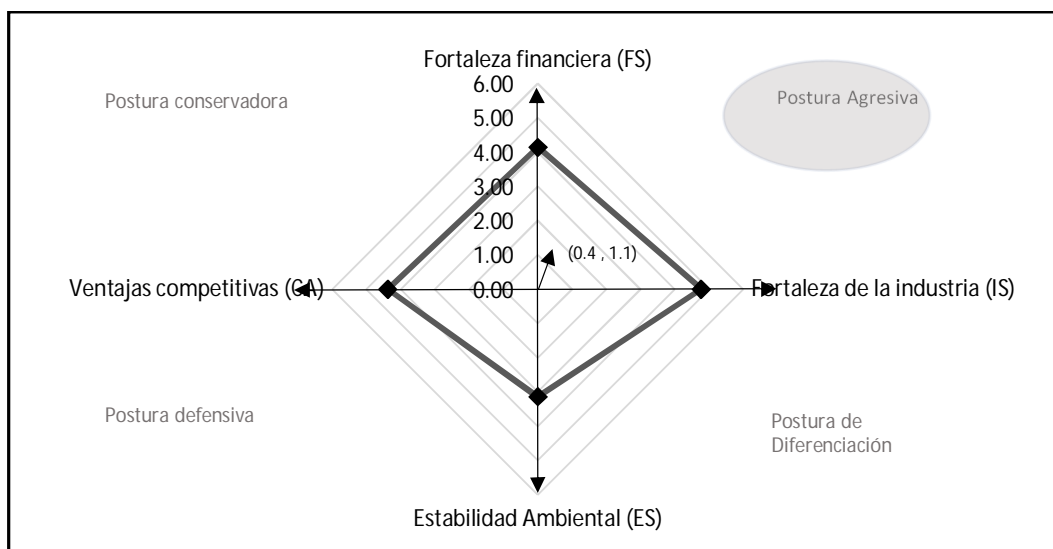 Fortaleza financiera (FS)
Postura conservadora
Postura Agresiva
6.00
5.00
4.00
3.00
2.00
1.00
0.00
(0.4 , 1.1)
Ventajas competitivas (CA)
Fortaleza de la industria (IS)
Postura defensiva
Postura de
Diferenciación
Estabilidad Ambiental (ES)